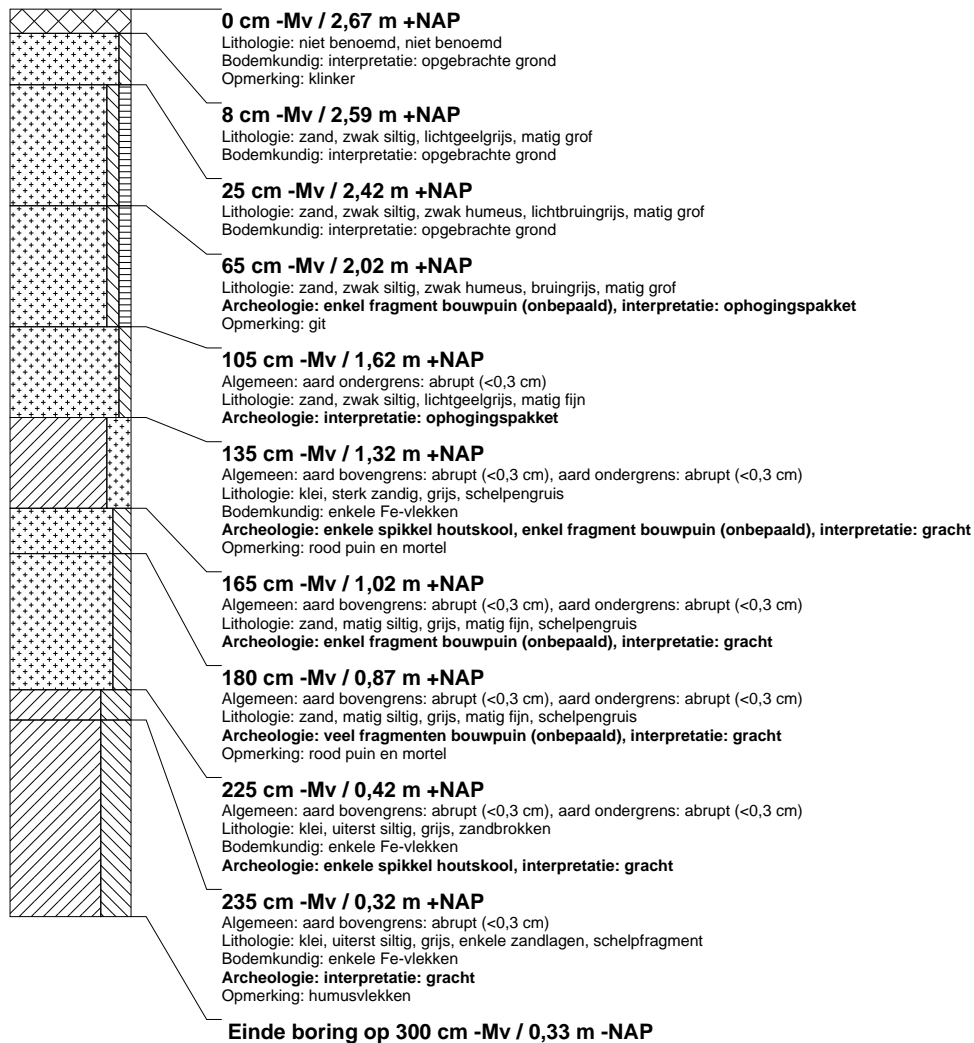 0 cm -Mv / 2,67 m +NAP
Lithologie: niet benoemd, niet benoemd
Bodemkundig: interpretatie: opgebrachte grond
Opmerking: klinker
8 cm -Mv / 2,59 m +NAP
Lithologie: zand, zwak siltig, lichtgeelgrijs, matig grof
Bodemkundig: interpretatie: opgebrachte grond
25 cm -Mv / 2,42 m +NAP
Lithologie: zand, zwak siltig, zwak humeus, lichtbruingrijs, matig grof
Bodemkundig: interpretatie: opgebrachte grond
65 cm -Mv / 2,02 m +NAP
Lithologie: zand, zwak siltig, zwak humeus, bruingrijs, matig grof
Archeologie: enkel fragment bouwpuin (onbepaald), interpretatie: ophogingspakket
Opmerking: git
105 cm -Mv / 1,62 m +NAP
Algemeen: aard ondergrens: abrupt (<0,3 cm)
Lithologie: zand, zwak siltig, lichtgeelgrijs, matig fijn
Archeologie: interpretatie: ophogingspakket
135 cm -Mv / 1,32 m +NAP
Algemeen: aard bovengrens: abrupt (<0,3 cm), aard ondergrens: abrupt (<0,3 cm)
Lithologie: klei, sterk zandig, grijs, schelpengruis
Bodemkundig: enkele Fe-vlekken
Archeologie: enkele spikkel houtskool, enkel fragment bouwpuin (onbepaald), interpretatie: gracht
Opmerking: rood puin en mortel
165 cm -Mv / 1,02 m +NAP
Algemeen: aard bovengrens: abrupt (<0,3 cm), aard ondergrens: abrupt (<0,3 cm)
Lithologie: zand, matig siltig, grijs, matig fijn, schelpengruis
Archeologie: enkel fragment bouwpuin (onbepaald), interpretatie: gracht
180 cm -Mv / 0,87 m +NAP
Algemeen: aard bovengrens: abrupt (<0,3 cm), aard ondergrens: abrupt (<0,3 cm)
Lithologie: zand, matig siltig, grijs, matig fijn, schelpengruis
Archeologie: veel fragmenten bouwpuin (onbepaald), interpretatie: gracht
Opmerking: rood puin en mortel
225 cm -Mv / 0,42 m +NAP
Algemeen: aard bovengrens: abrupt (<0,3 cm), aard ondergrens: abrupt (<0,3 cm)
Lithologie: klei, uiterst siltig, grijs, zandbrokken
Bodemkundig: enkele Fe-vlekken
Archeologie: enkele spikkel houtskool, interpretatie: gracht
235 cm -Mv / 0,32 m +NAP
Algemeen: aard bovengrens: abrupt (<0,3 cm)
Lithologie: klei, uiterst siltig, grijs, enkele zandlagen, schelpfragment
Bodemkundig: enkele Fe-vlekken
Archeologie: interpretatie: gracht
Opmerking: humusvlekken
Einde boring op 300 cm -Mv / 0,33 m -NAP